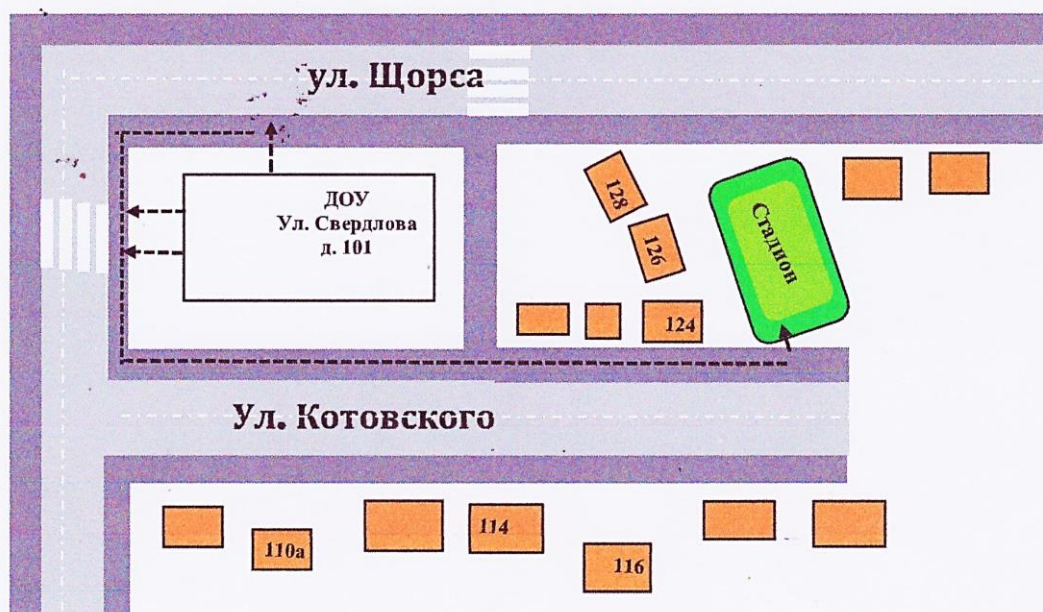 ул. Щорса
ДОУ
Ул. Свердлова
д. 101
128
126
Стадион
124
Ул. Котовского
110а
114
116